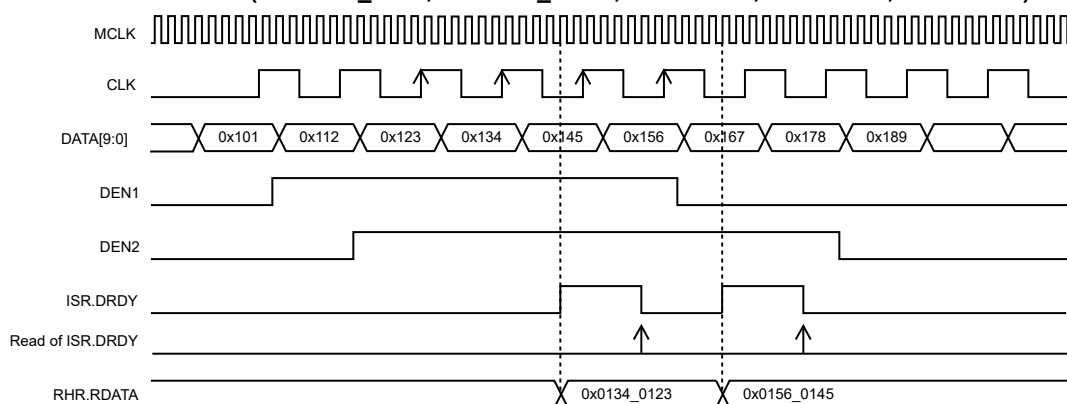 MCLK
CLK
DATA[9:0] 0x101 0x112 0x123 0x134 0x145 0x156 0x167 0x178 0x189
DEN1
DEN2
ISR.DRDY
Read of ISR.DRDY
RHR.RDATA 0x0134_0123 0x0156_0145